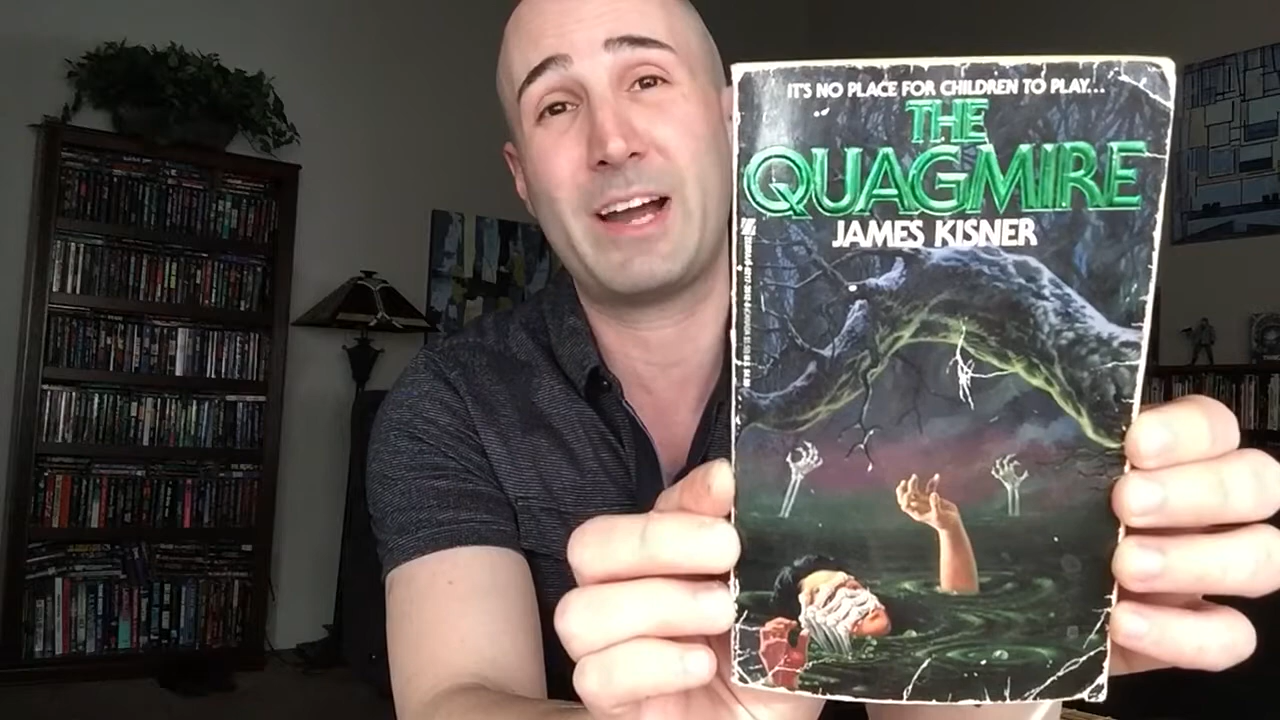 IT'S NO PLACE FOR CHILDREN TO PLAY...
THE
QUAGMIRE
JAMES KISNER